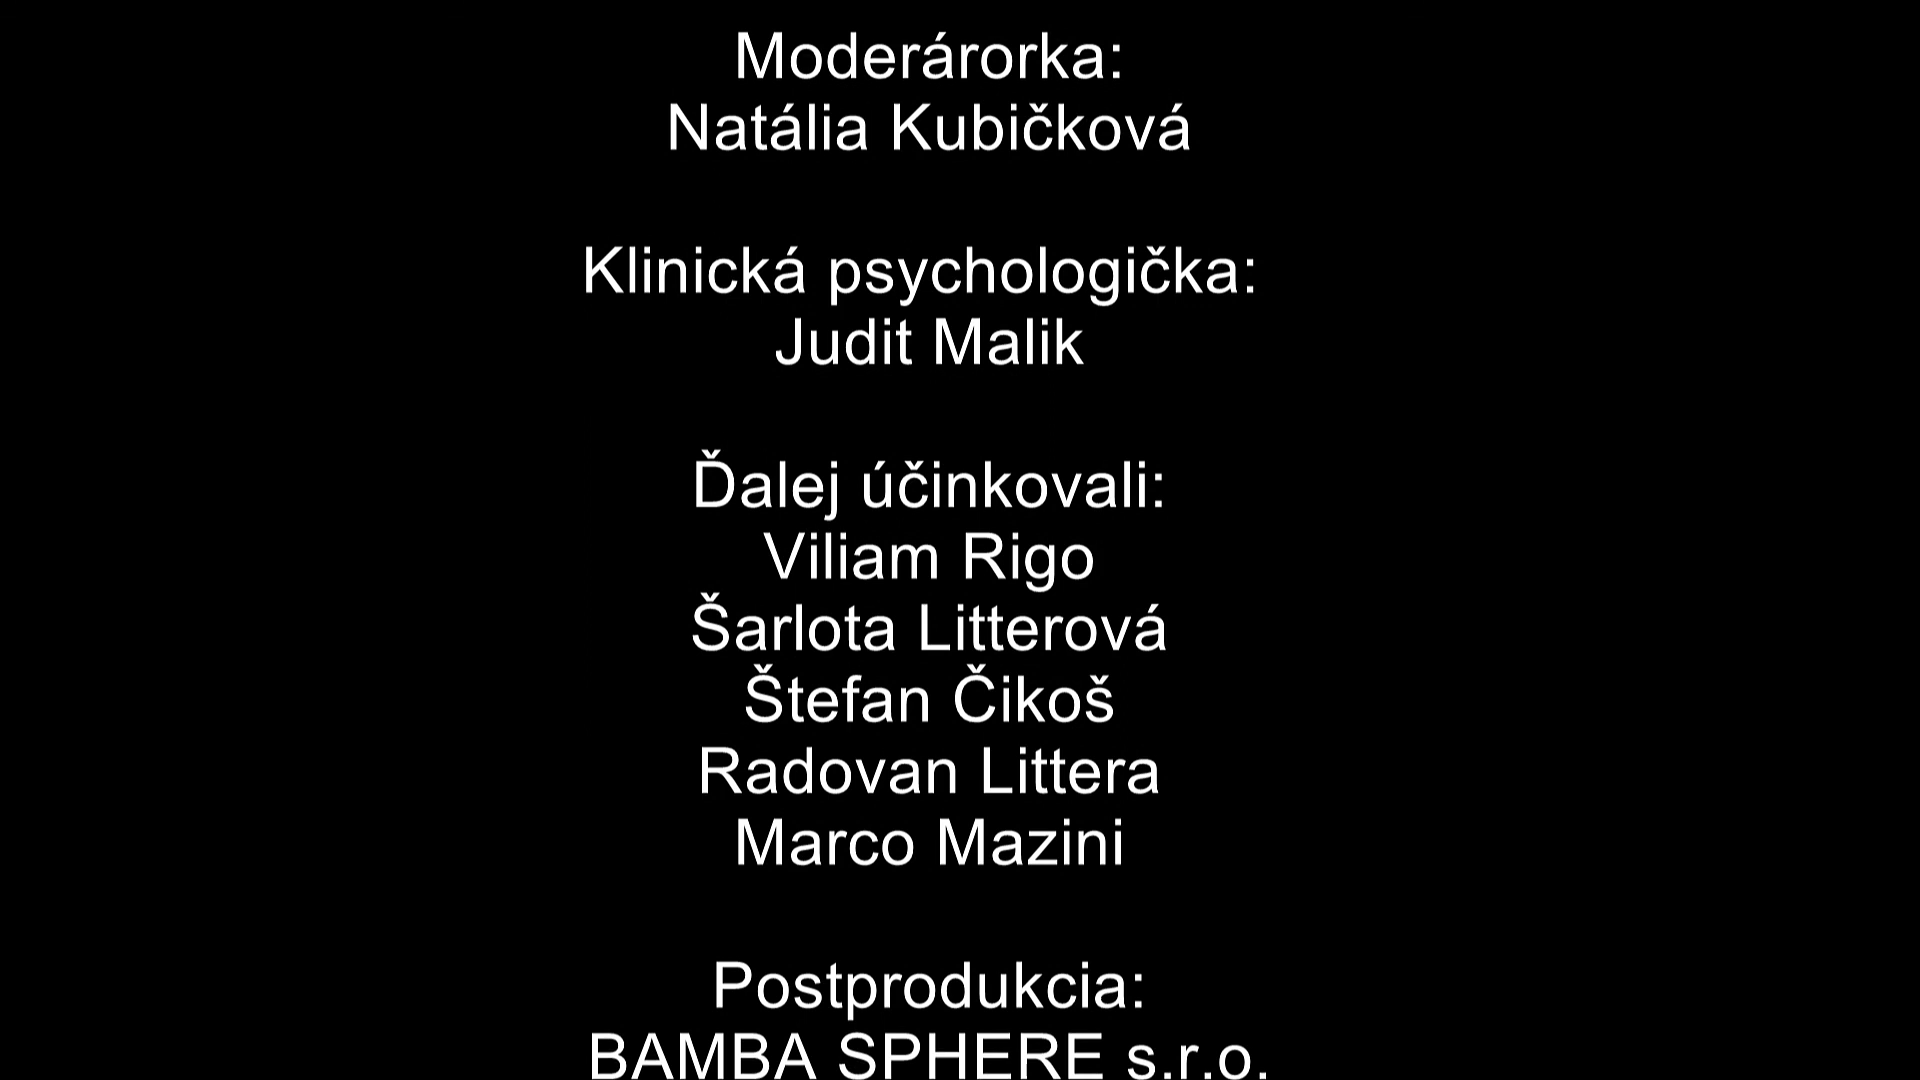 Moderárorka:
Natália Kubičková
Klinická psychologička:
Judit Malik
Ďalej účinkovali:
Viliam Rigo
Šarlota Litterová
Štefan Čikoš
Radovan Littera
Marco Mazini
Postprodukcia:
BAMBA SPHERE s.r.o.